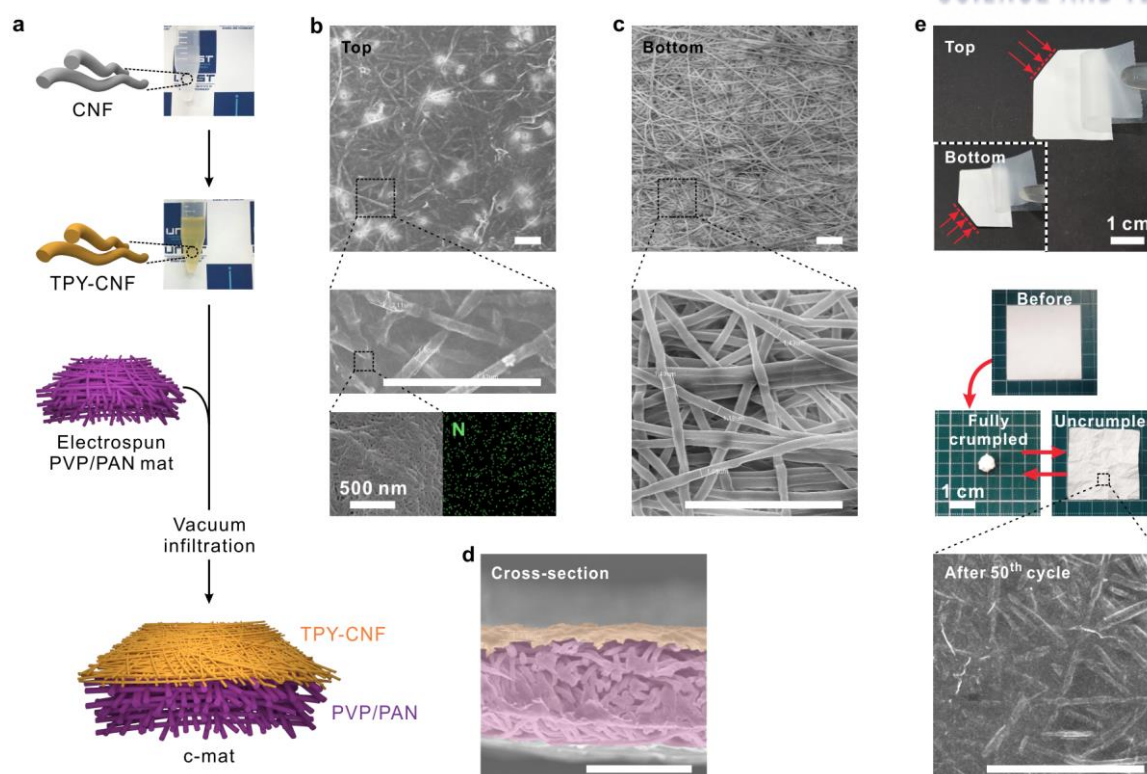 a
CNF
TPY-CNF
Electrospun
PVP/PAN mat
Vacuum
infiltration
TPY-CNF
PVP/PAN
c-mat
b
Top
N
500 nm
c
Bottom
d
Cross-section
e
Top
Bottom
1 cm
Before
Fully
crumpled
Uncrumple
1 cm
After 50th cycle